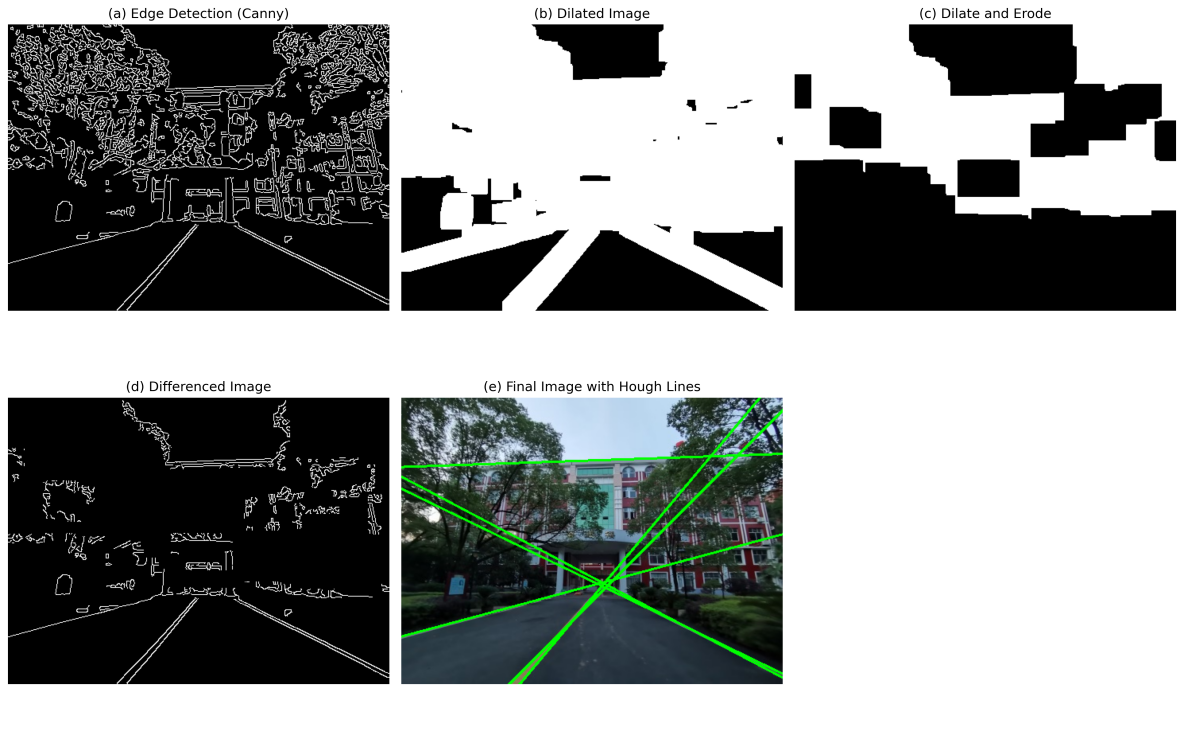 (a) Edge Detection (Canny)
(b) Dilated Image
(c) Dilate and Erode
(d) Differenced Image
(e) Final Image with Hough Lines